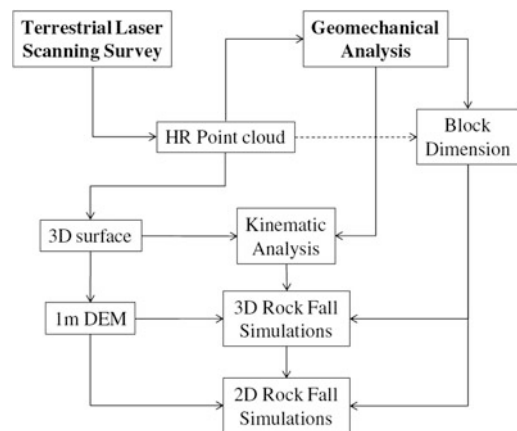 Terrestrial Laser
Scanning Survey
Geomechanical
Analysis
HR Point cloud
Block
Dimension
3D surface
Kinematic
Analysis
1m DEM
3D Rock Fall
Simulations
2D Rock Fall
Simulations